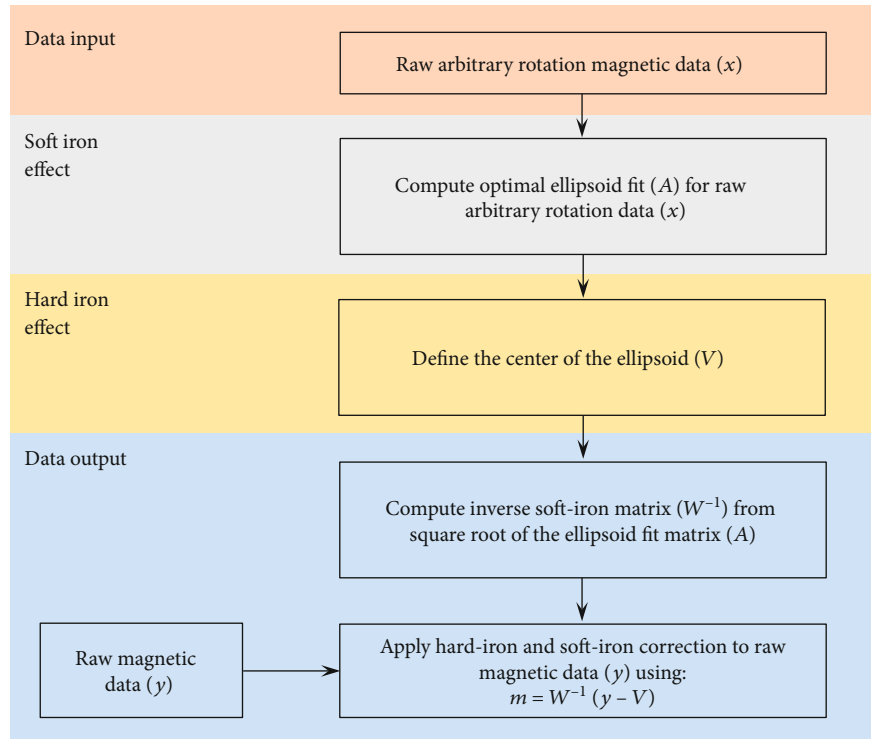 Data input
Raw arbitrary rotation magnetic data (x)
Soft iron
effect
Compute optimal ellipsoid fit (A) for raw
arbitrary rotation data (x)
Hard iron
effect
Define the center of the ellipsoid (V)
Data output
Compute inverse soft-iron matrix (W⁻¹) from
square root of the ellipsoid fit matrix (A)
Raw magnetic
data (y)
Apply hard-iron and soft-iron correction to raw
magnetic data (y) using:
m = W⁻¹ (y – V)